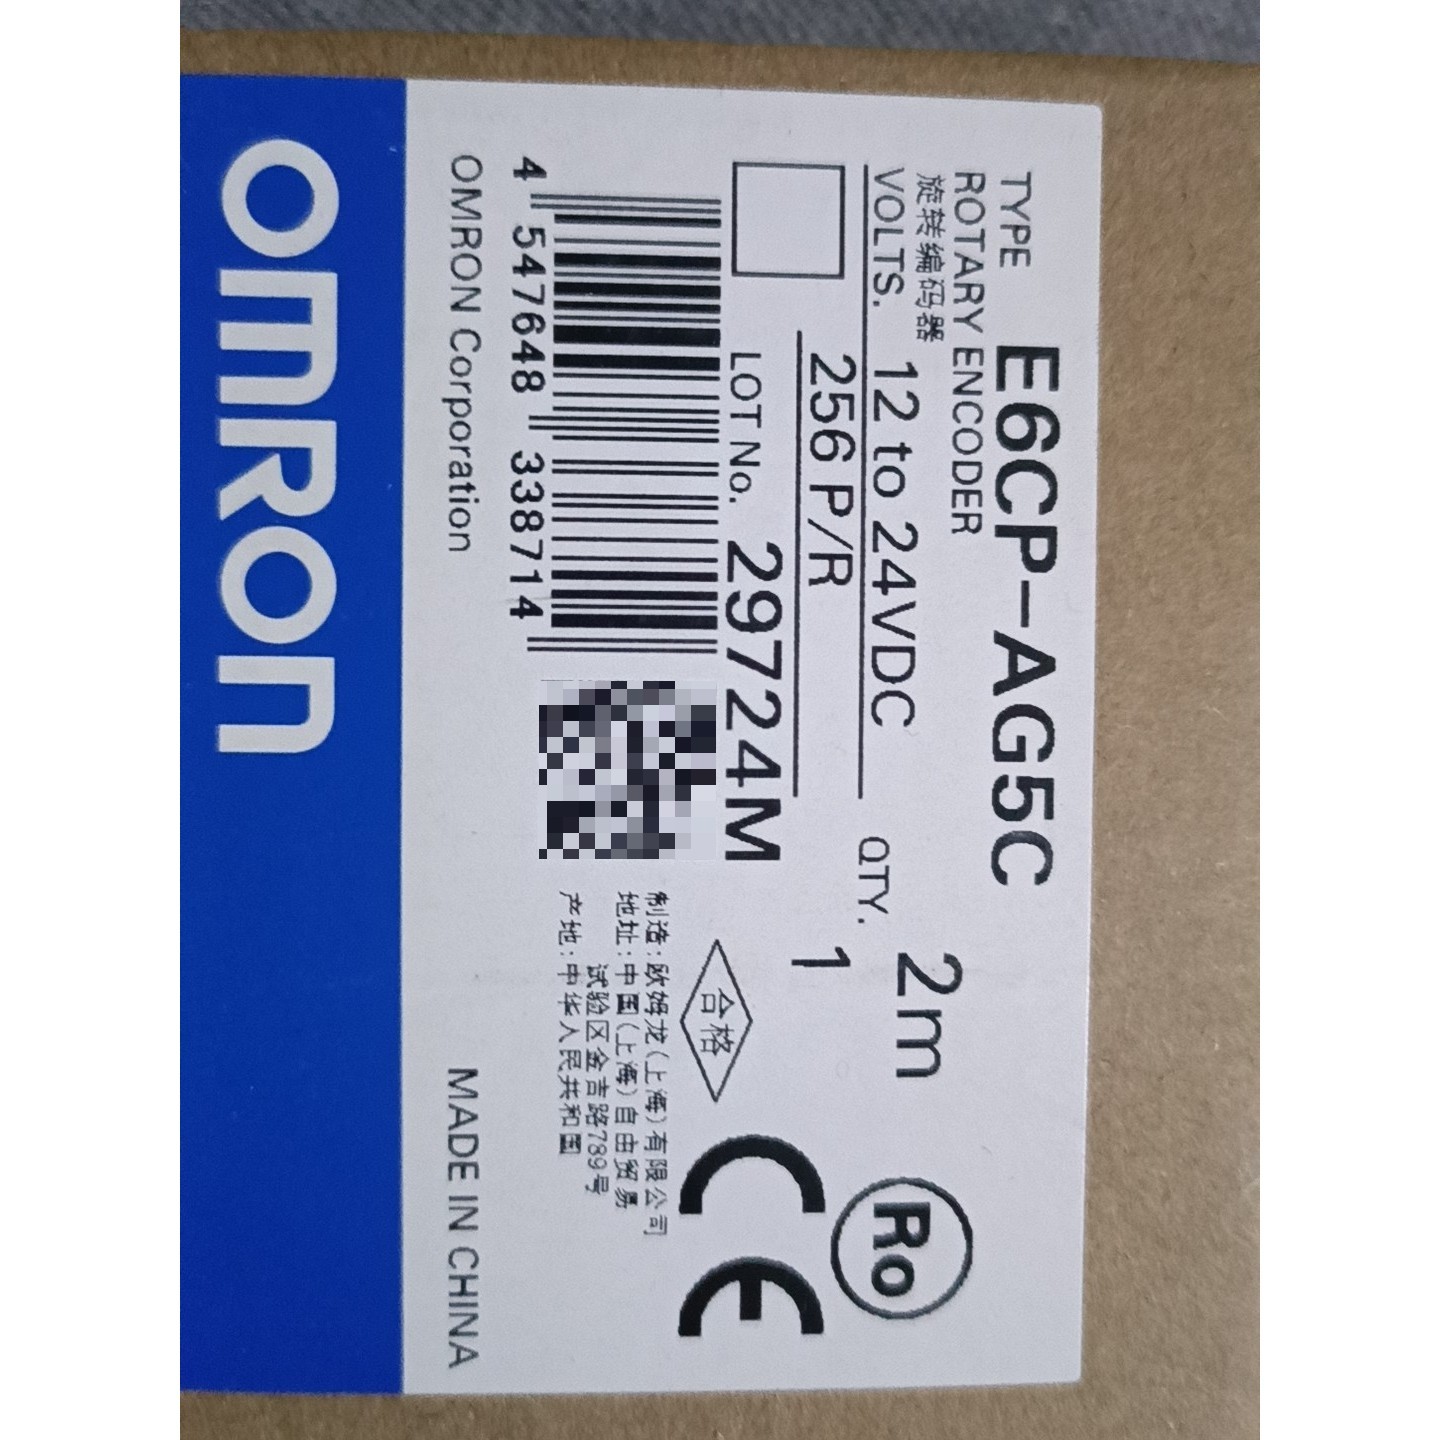 TYPE E6CP-AG5C
ROTARY ENCODER
旋转编码器
2m
VOLTS. 12 to 24VDC
QTY.
256 P/R
1
LOT No. 29724M
4 547648 338714
OMRON Corporation
合格
制造:欧姆龙(上海)有限公司
地址:中国(上海)自由贸易
试验区金吉路789号
产地:中华人民共和国
MADE IN CHINA
Ro
CE
OMRON